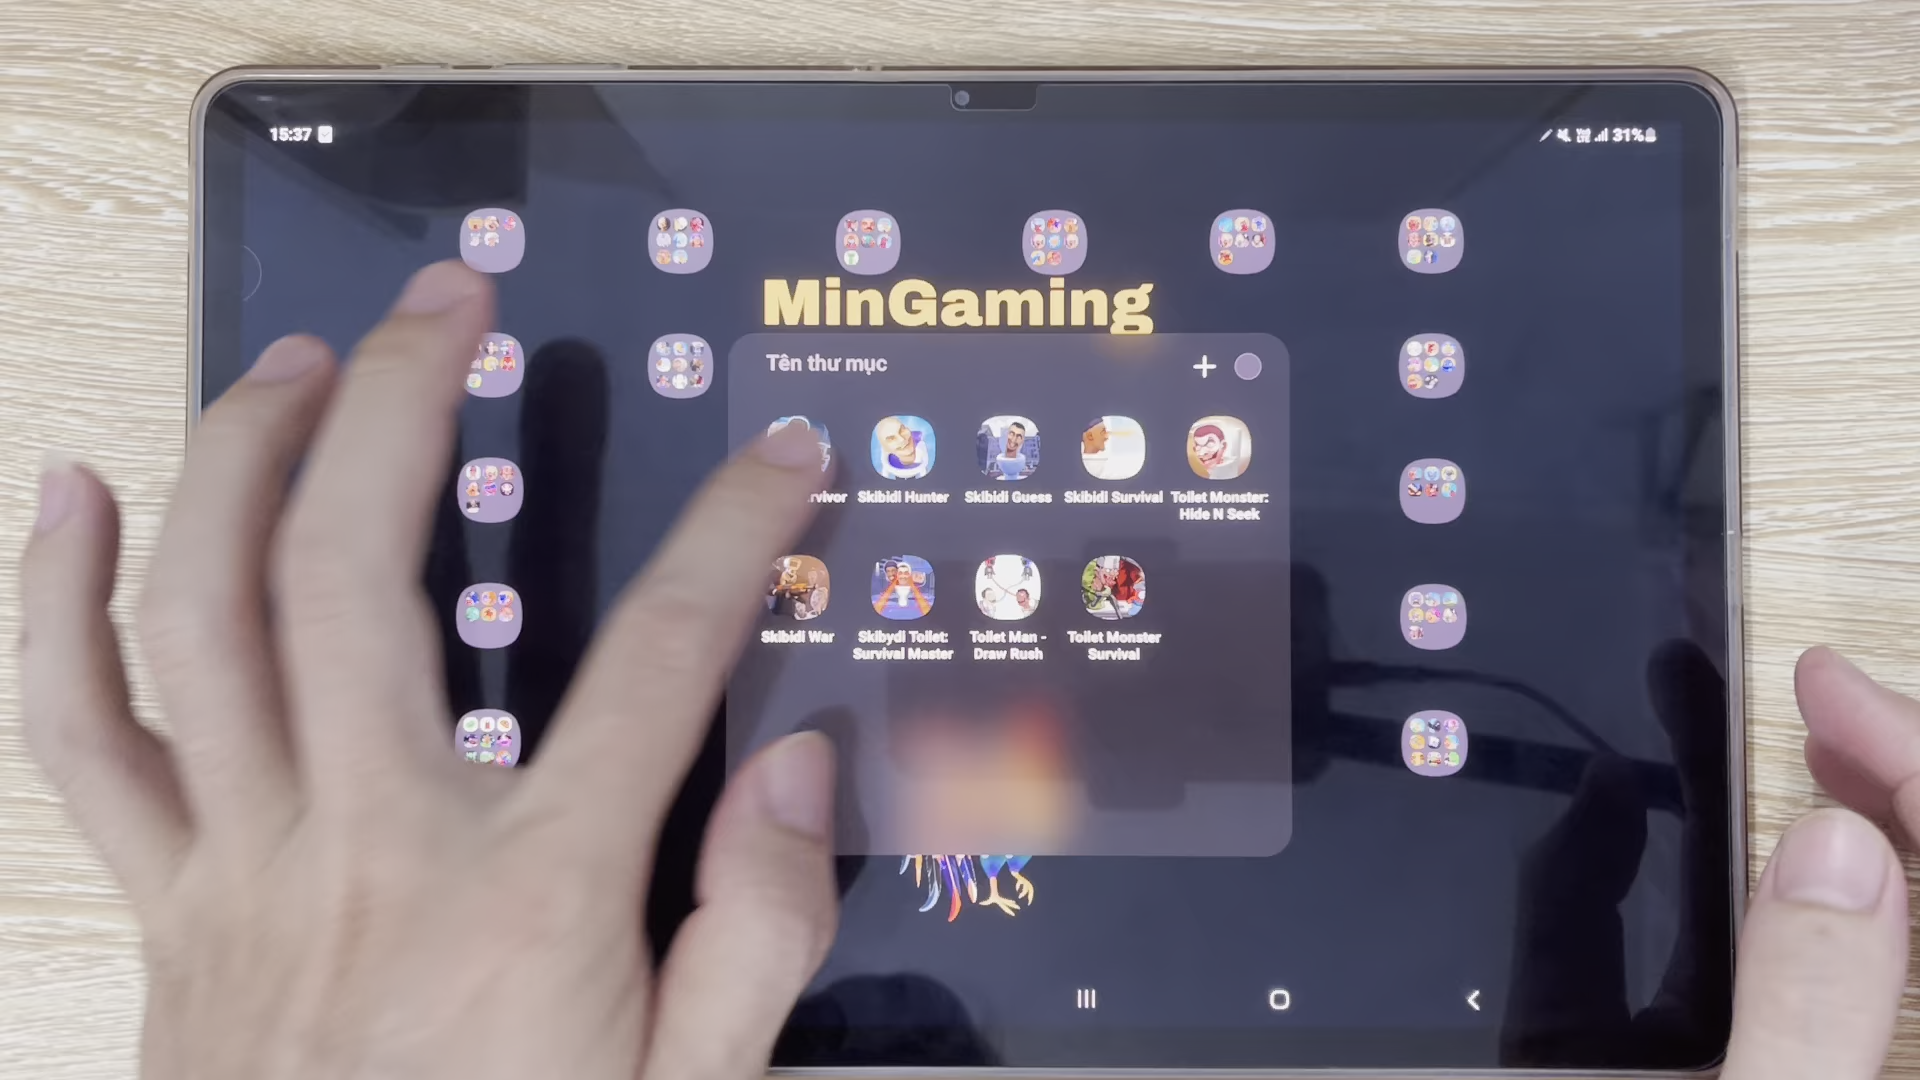 15:37
31%
MinGaming
Tên thư mục
Skibidi Hunter
Skibidi Guess
Skibidi Survival
Toilet Monster:
Hide N Seek
Skibidi War
Skibydi Toilet:
Survival Master
Toilet Man -
Draw Rush
Toilet Monster
Survival